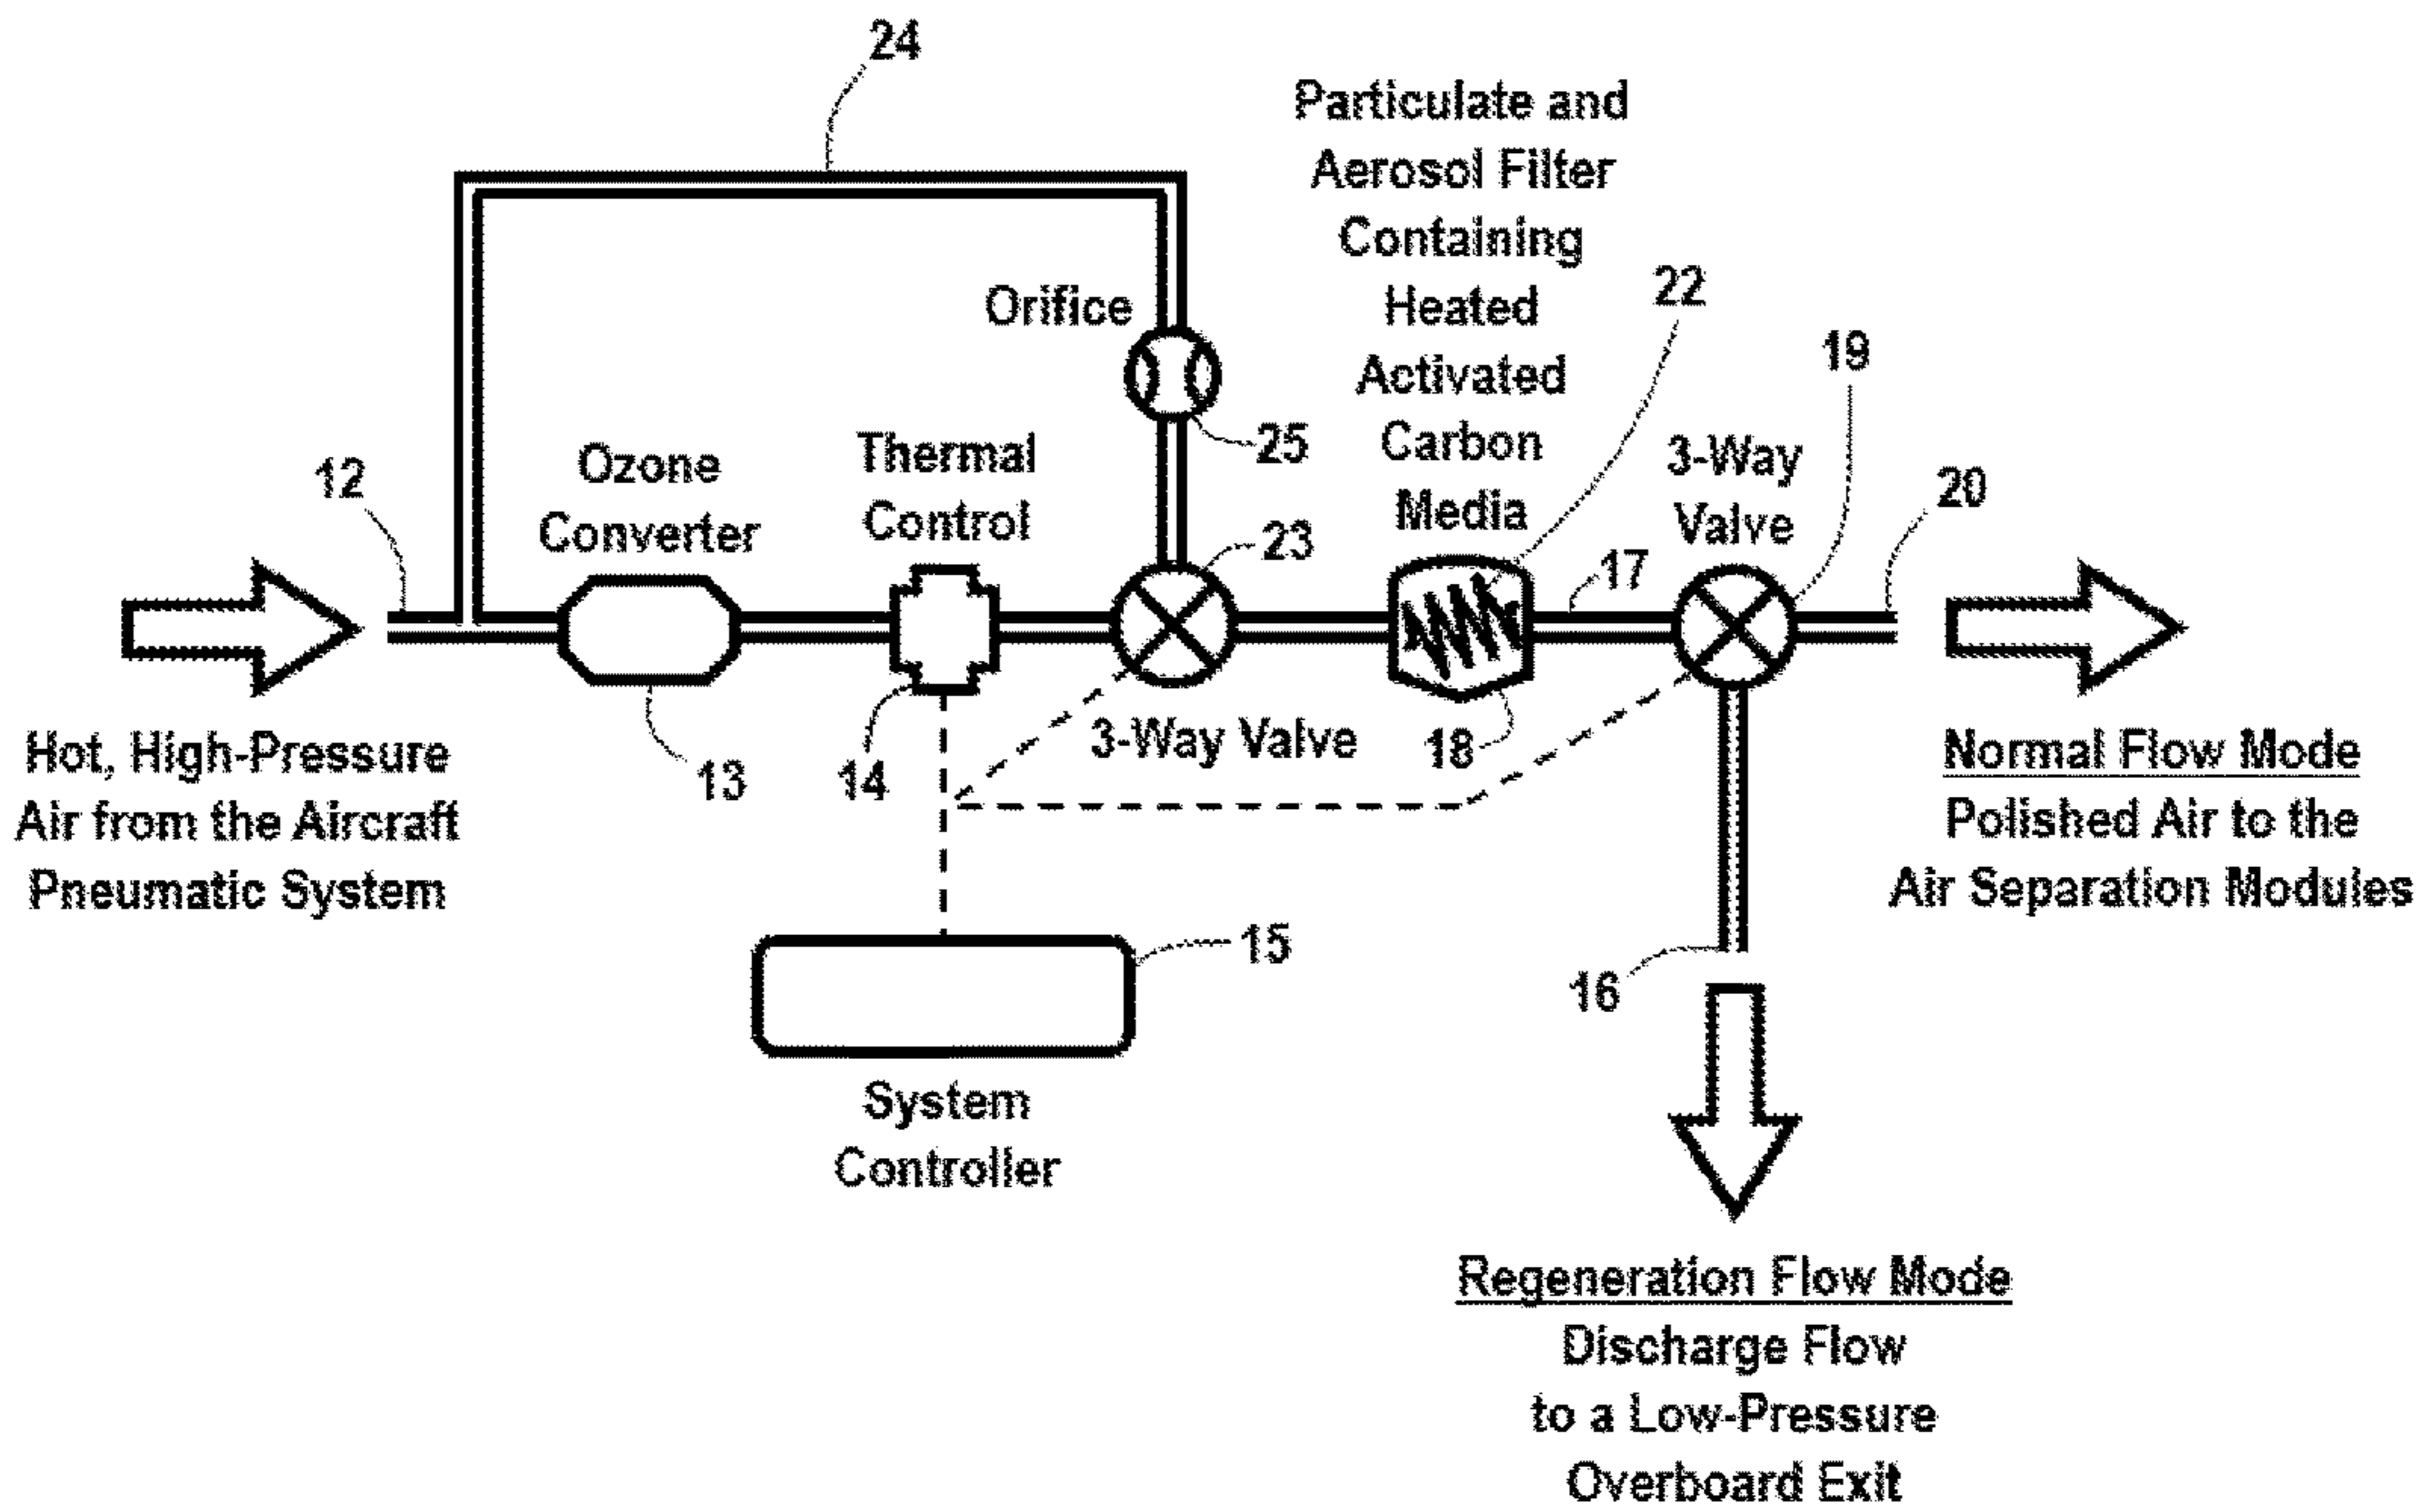 24
Particulate and
Aerosol Filter
Containing
Heated
Activated
Carbon
Media
22
Orifice
19
25
3-Way
Valve
20
12
Ozone
Converter
Thermal
Control
23
17
Hot, High-Pressure
Air from the Aircraft
Pneumatic System
13
14
3-Way Valve
18
Normal Flow Mode
Polished Air to the
Air Separation Modules
15
16
System
Controller
Regeneration Flow Mode
Discharge Flow
to a Low-Pressure
Overboard Exit